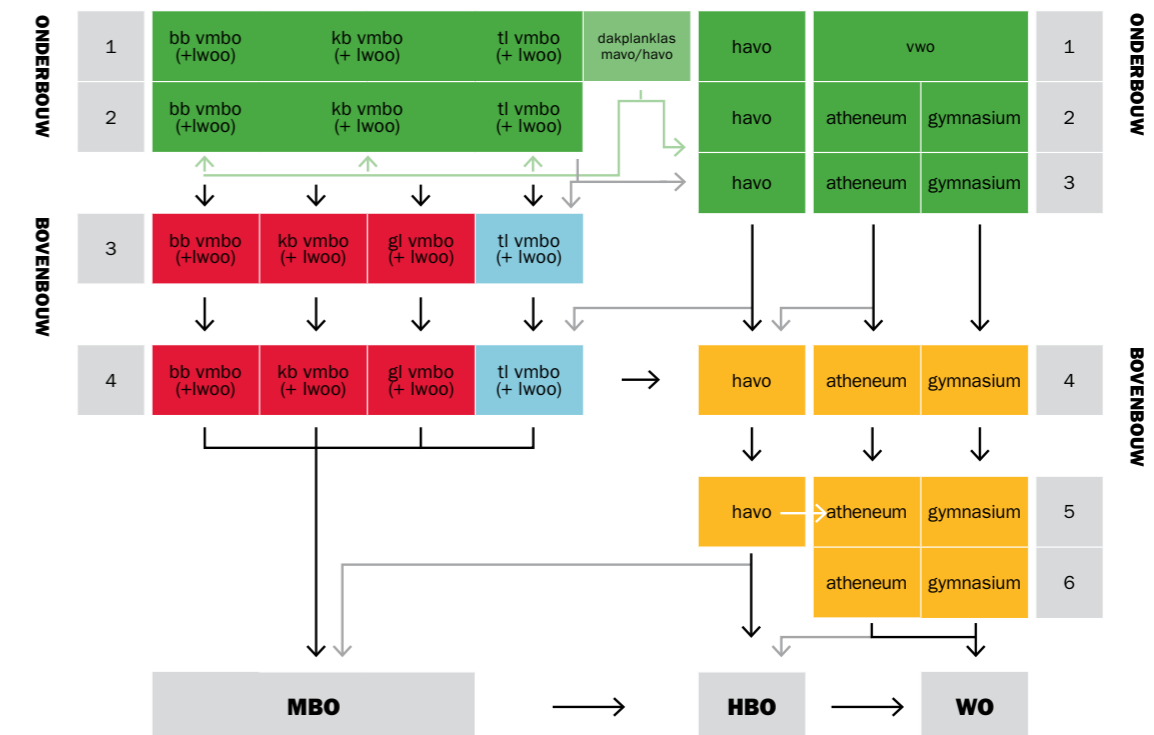 ONDERBOUW
1
bb vmbo
(+lwoo)
kb vmbo
(+ lwoo)
tl vmbo
(+ lwoo)
dakplanklas
mavo/havo
havo
vwo
1
ONDERBOUW
2
bb vmbo
(+lwoo)
kb vmbo
(+ lwoo)
tl vmbo
(+ lwoo)
havo
atheneum
gymnasium
2
havo
atheneum
gymnasium
3
BOVENBOUW
3
bb vmbo
(+lwoo)
kb vmbo
(+ lwoo)
gl vmbo
(+ lwoo)
tl vmbo
(+ lwoo)
4
bb vmbo
(+lwoo)
kb vmbo
(+ lwoo)
gl vmbo
(+ lwoo)
tl vmbo
(+ lwoo)
havo
atheneum
gymnasium
4
BOVENBOUW
havo
atheneum
gymnasium
5
atheneum
gymnasium
6
MBO
HBO
WO